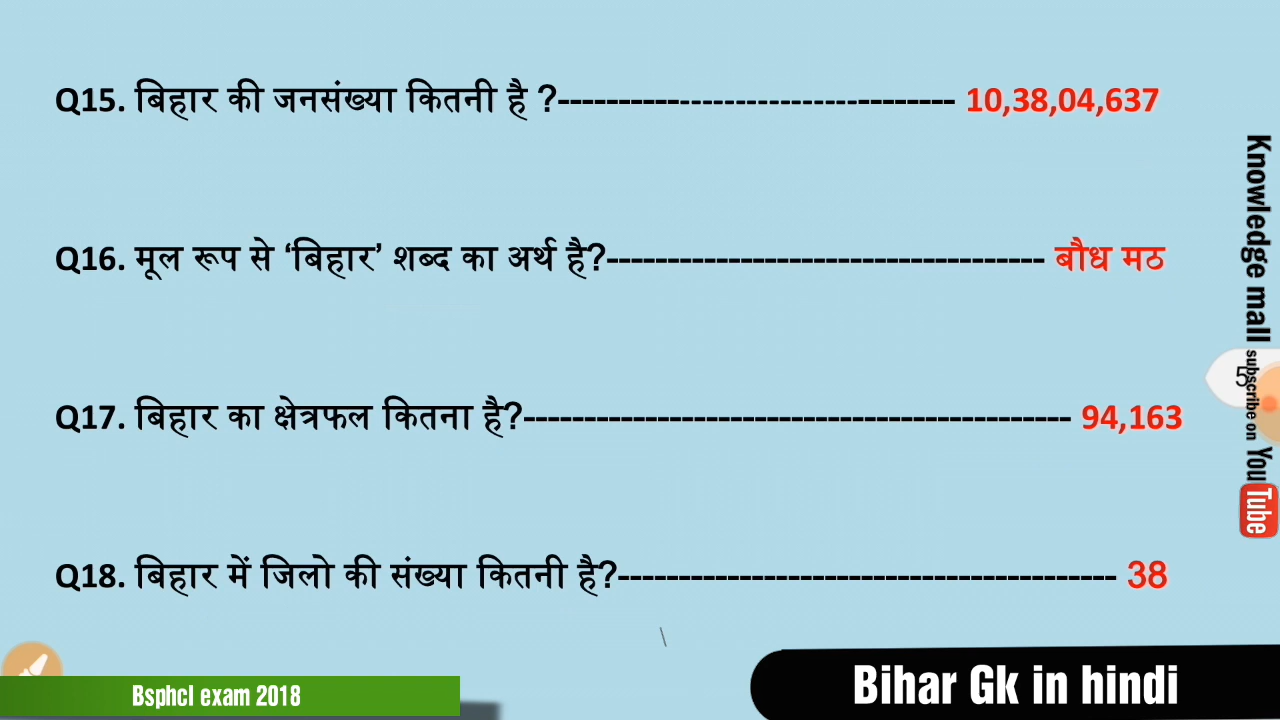 Q15. बिहार की जनसंख्या कितनी है ?--------------------------------- 10,38,04,637
Q16. मूल रूप से ‘बिहार’ शब्द का अर्थ है?------------------------------------ बौध मठ
Q17. बिहार का क्षेत्रफल कितना है?--------------------------------------------- 94,163
Q18. बिहार में जिलो की संख्या कितनी है?----------------------------------------- 38
Knowledge mall subscribe on YouTube
5
Bsphcl exam 2018
Bihar Gk in hindi